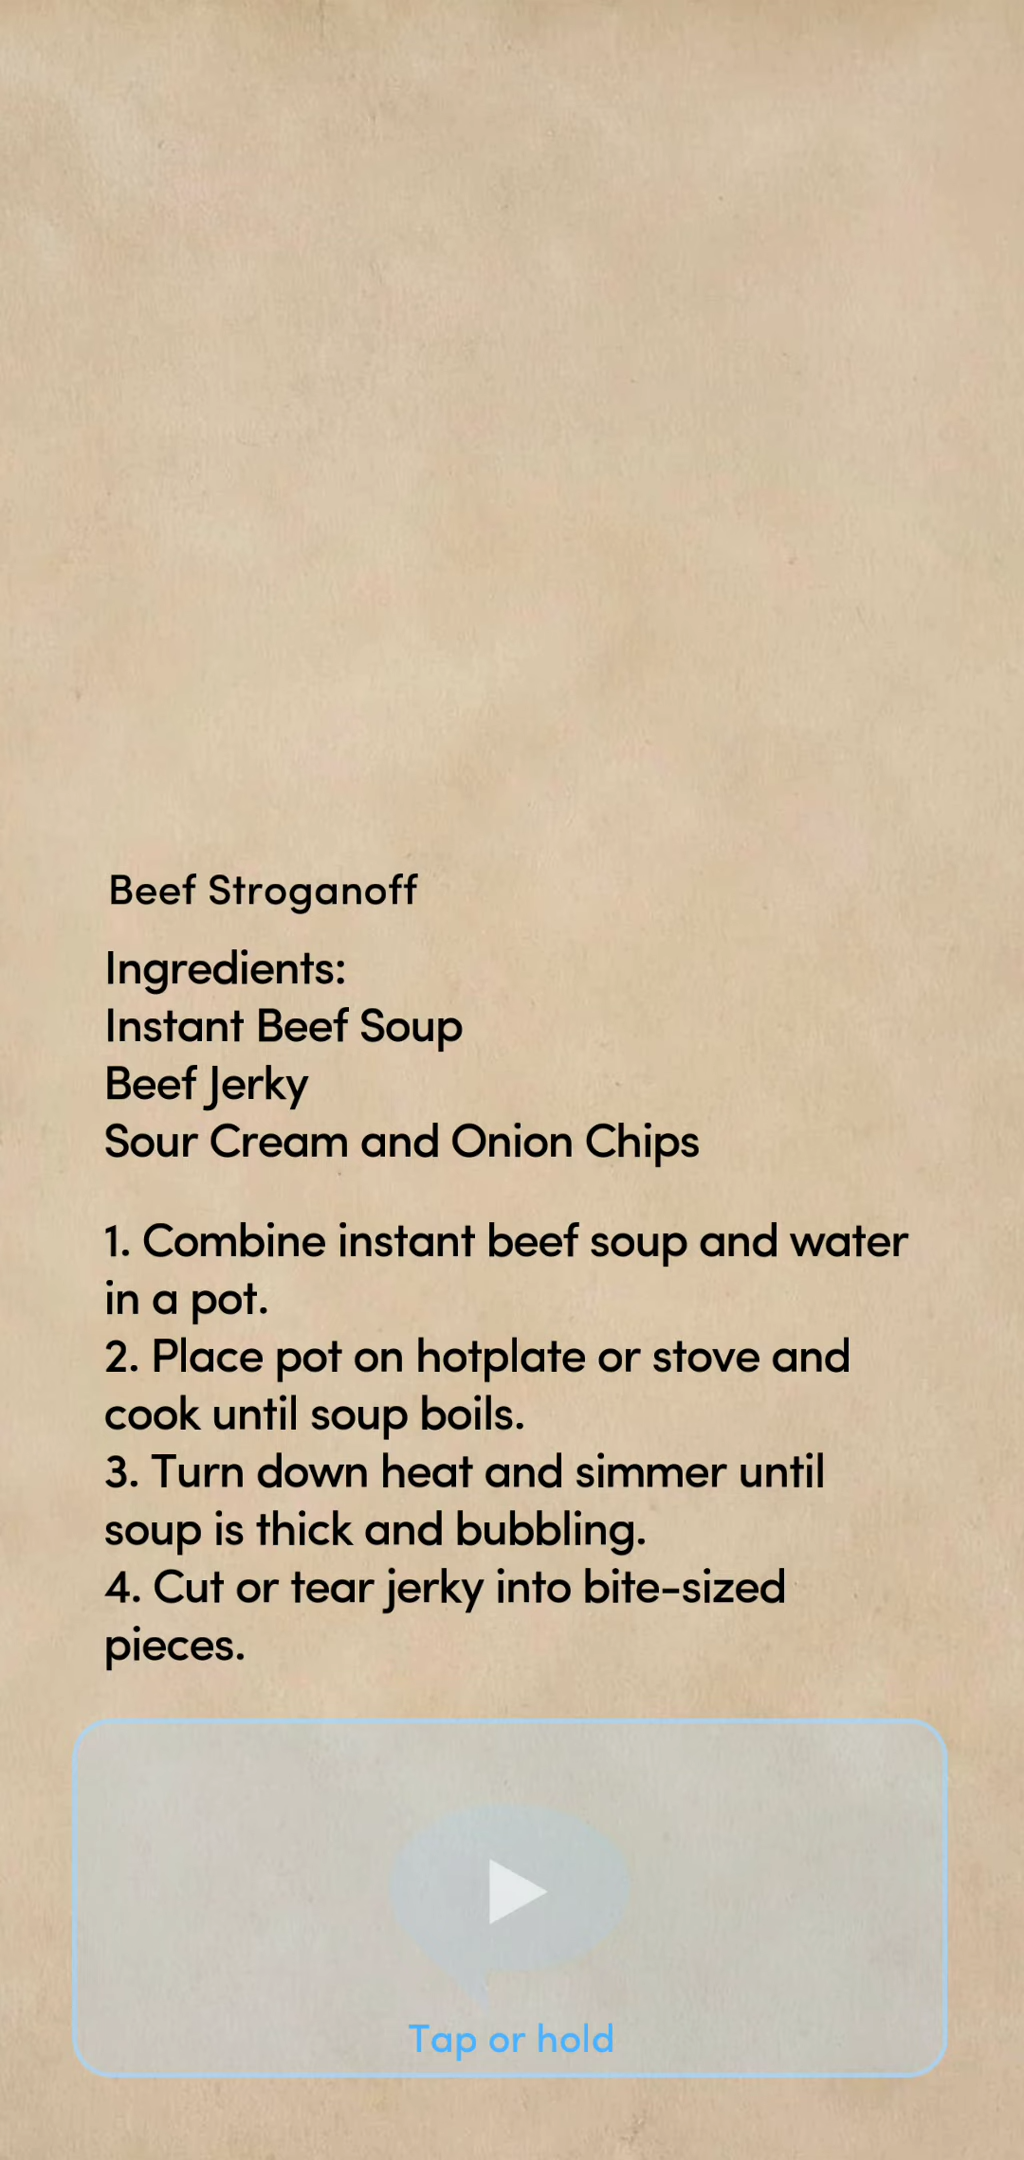 Beef Stroganoff
Ingredients:
Instant Beef Soup
Beef Jerky
Sour Cream and Onion Chips
1. Combine instant beef soup and water
in a pot.
2. Place pot on hotplate or stove and
cook until soup boils.
3. Turn down heat and simmer until
soup is thick and bubbling.
4. Cut or tear jerky into bite-sized
pieces.
Tap or hold